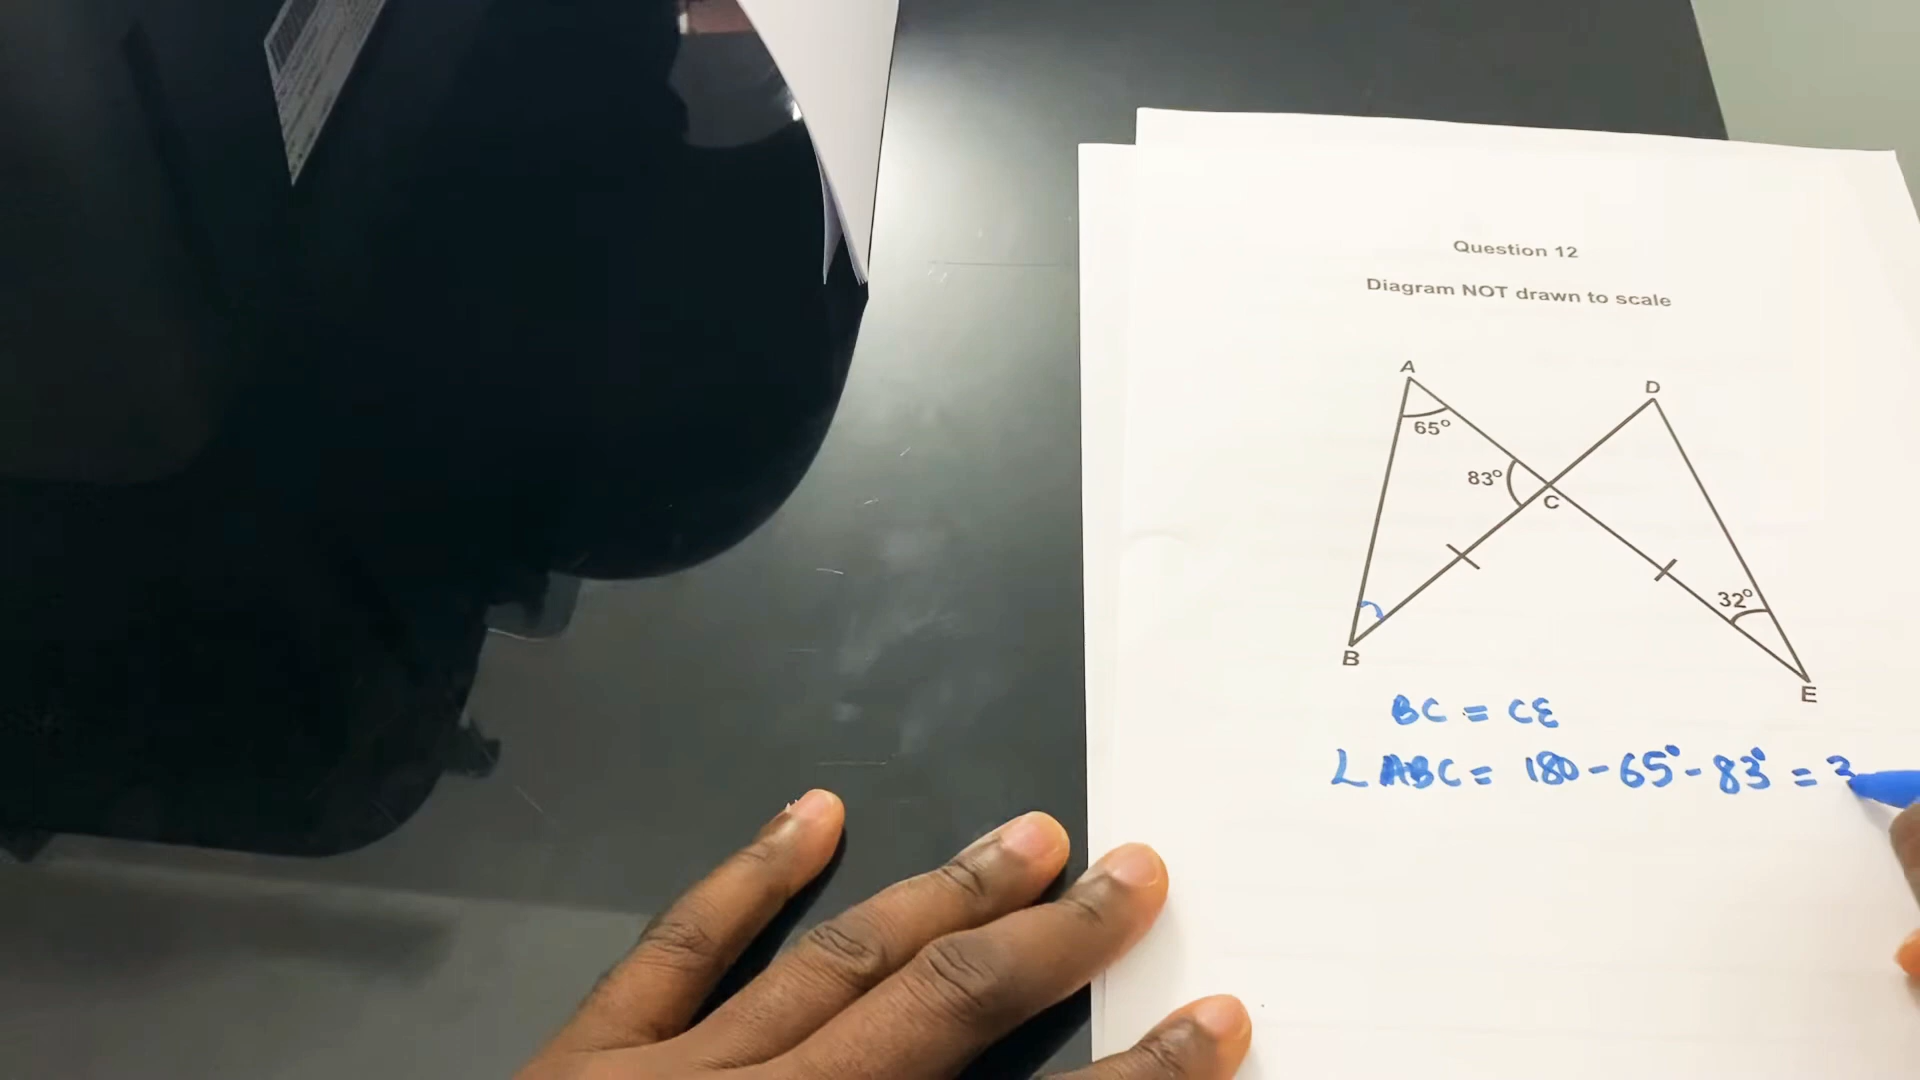 Question 12
Diagram NOT drawn to scale
A
D
65°
83°
C
32°
B
E
BC = CE
∠ ABC = 180 - 65° - 83° = 3